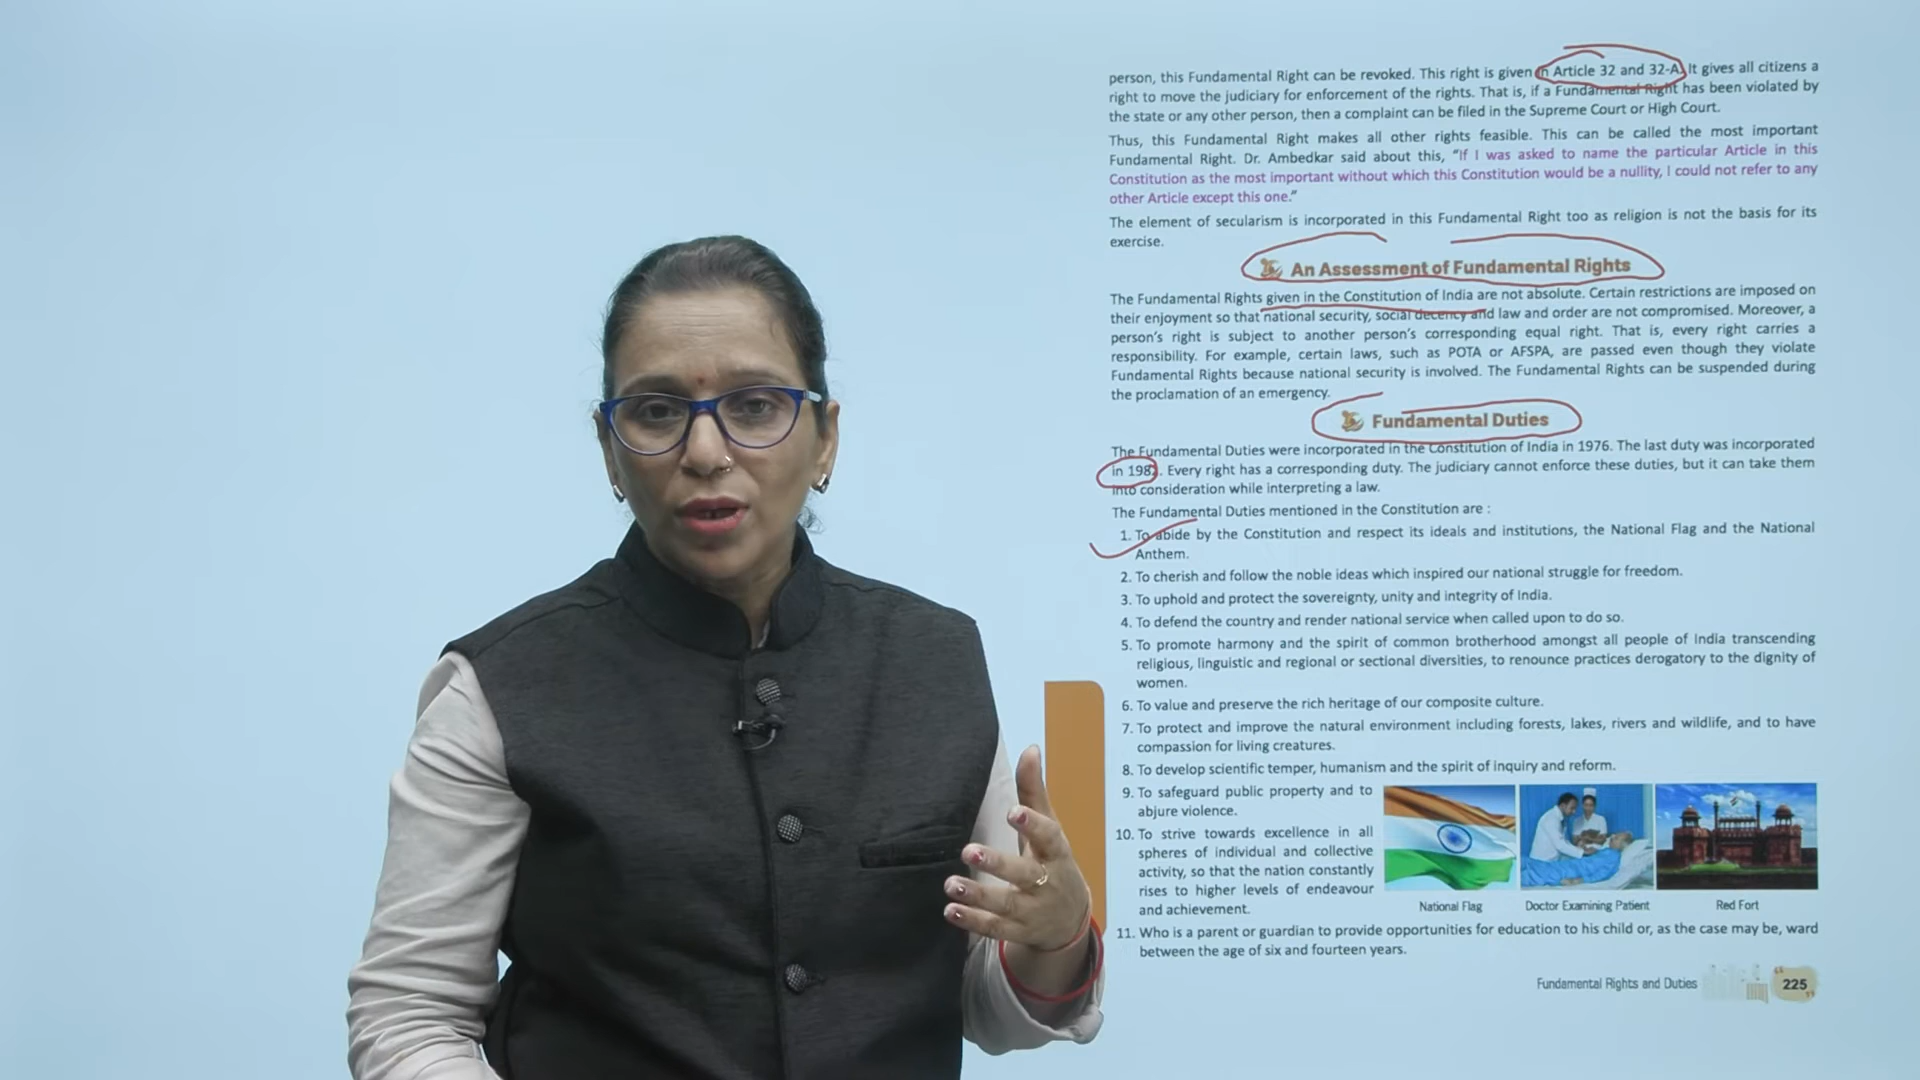 person, this Fundamental Right can be revoked. This right is given in Article 32 and 32-A. It gives all citizens a
right to move the judiciary for enforcement of the rights. That is, if a Fundamental Right has been violated by
the state or any other person, then a complaint can be filed in the Supreme Court or High Court.
Thus, this Fundamental Right makes all other rights feasible. This can be called the most important
Fundamental Right. Dr. Ambedkar said about this, "If I was asked to name the particular Article in this
Constitution as the most important without which this Constitution would be a nullity, I could not refer to any
other Article except this one."
The element of secularism is incorporated in this Fundamental Right too as religion is not the basis for its
exercise.
An Assessment of Fundamental Rights
The Fundamental Rights given in the Constitution of India are not absolute. Certain restrictions are imposed on
their enjoyment so that national security, social decency and law and order are not compromised. Moreover, a
person's right is subject to another person's corresponding equal right. That is, every right carries a
responsibility. For example, certain laws, such as POTA or AFSPA, are passed even though they violate
Fundamental Rights because national security is involved. The Fundamental Rights can be suspended during
the proclamation of an emergency.
Fundamental Duties
The Fundamental Duties were incorporated in the Constitution of India in 1976. The last duty was incorporated
in Every right has a corresponding duty. The judiciary cannot enforce these duties, but it can take them
into consideration while interpreting a law.
The Fundamental Duties mentioned in the Constitution are :
1. To abide by the Constitution and respect its ideals and institutions, the National Flag and the National
Anthem.
2. To cherish and follow the noble ideas which inspired our national struggle for freedom.
3. To uphold and protect the sovereignty, unity and integrity of India.
4. To defend the country and render national service when called upon to do so.
5. To promote harmony and the spirit of common brotherhood amongst all people of India transcending
religious, linguistic and regional or sectional diversities, to renounce practices derogatory to the dignity of
women.
6. To value and preserve the rich heritage of our composite culture.
7. To protect and improve the natural environment including forests, lakes, rivers and wildlife, and to have
compassion for living creatures.
8. To develop scientific temper, humanism and the spirit of inquiry and reform.
9. To safeguard public property and to
abjure violence.
10. To strive towards excellence in all
spheres of individual and collective
activity, so that the nation constantly
rises to higher levels of endeavour
and achievement.
National Flag
Doctor Examining Patient
Red Fort
11. Who is a parent or guardian to provide opportunities for education to his child or, as the case may be, ward
between the age of six and fourteen years.
Fundamental Rights and Duties
225